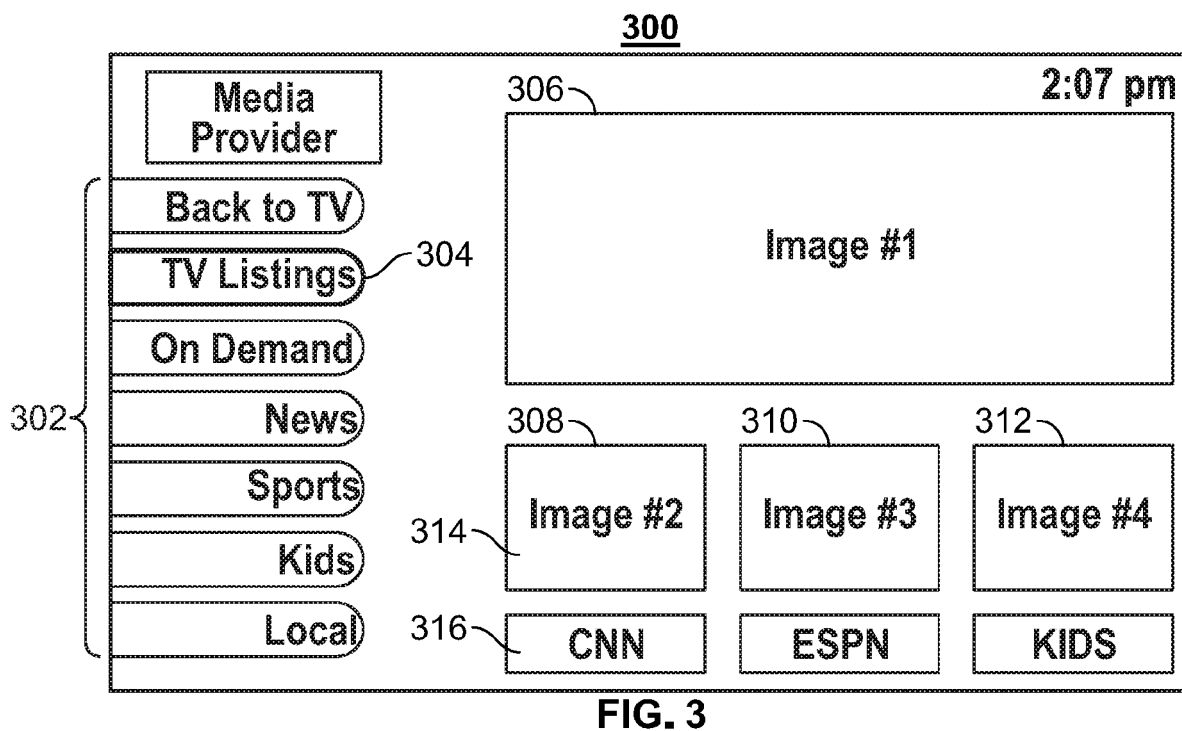 300
2:07 pm
Media
Provider
306
Back to TV
TV Listings
304
Image #1
On Demand
302
News
308
310
312
Sports
Image #2
Image #3
Image #4
314
Kids
Local
316
CNN
ESPN
KIDS
FIG. 3